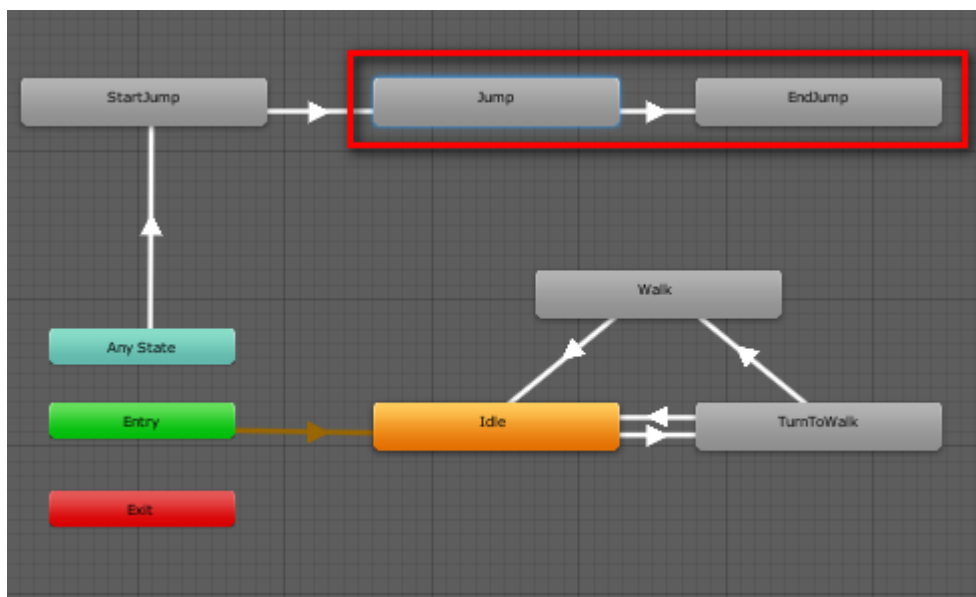 StartJump
Jump
EndJump
Walk
Any State
Entry
Idle
TurnToWalk
Exit